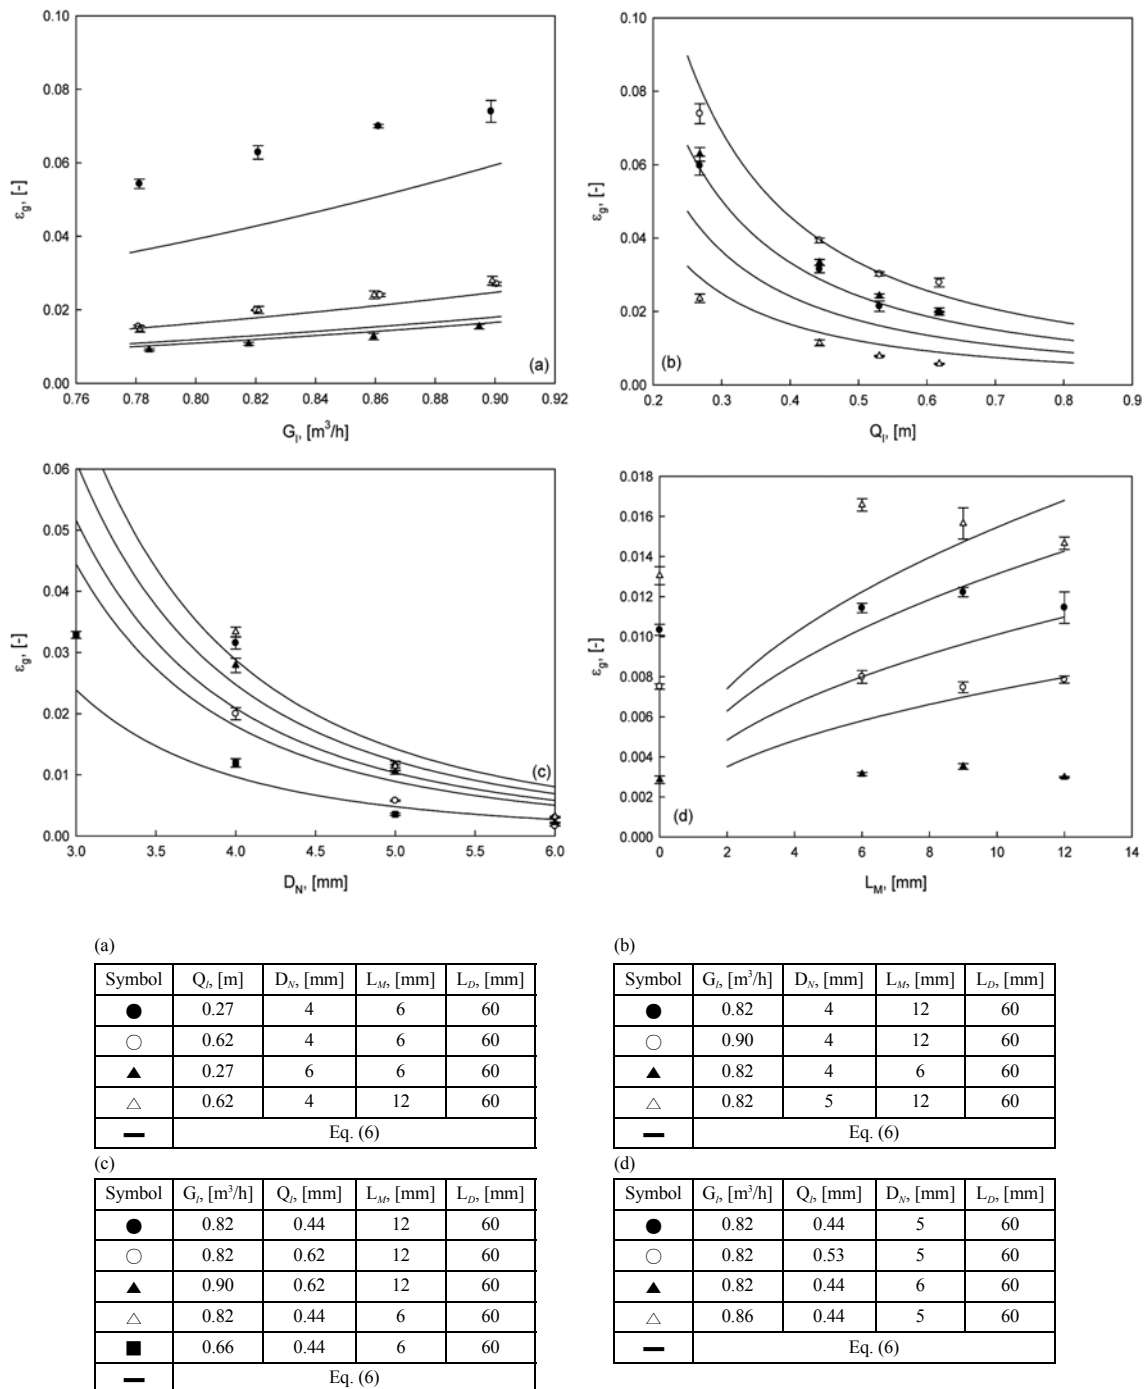 0.10
0.08
0.06
0.04
0.02
0.00
0.76 0.78 0.80 0.82 0.84 0.86 0.88 0.90 0.92
ε_g, [-]
G_l, [m³/h]
(a)
0.10
0.08
0.06
0.04
0.02
0.00
0.2 0.3 0.4 0.5 0.6 0.7 0.8 0.9
ε_g, [-]
Q_l, [m]
(b)
0.06
0.05
0.04
0.03
0.02
0.01
0.00
3.0 3.5 4.0 4.5 5.0 5.5 6.0
ε_g, [-]
D_N, [mm]
(c)
0.018
0.016
0.014
0.012
0.010
0.008
0.006
0.004
0.002
0.000
0 2 4 6 8 10 12 14
ε_g, [-]
L_M, [mm]
(d)
(a)
Symbol Q_l, [m] D_N, [mm] L_M, [mm] L_D, [mm]
● 0.27 4 6 60
○ 0.62 4 6 60
▲ 0.27 6 6 60
△ 0.62 4 12 60
— Eq. (6)
(b)
Symbol G_l, [m³/h] D_N, [mm] L_M, [mm] L_D, [mm]
● 0.82 4 12 60
○ 0.90 4 12 60
▲ 0.82 4 6 60
△ 0.82 5 12 60
— Eq. (6)
(c)
Symbol G_l, [m³/h] Q_l, [mm] L_M, [mm] L_D, [mm]
● 0.82 0.44 12 60
○ 0.82 0.62 12 60
▲ 0.90 0.62 12 60
△ 0.82 0.44 6 60
■ 0.66 0.44 6 60
— Eq. (6)
(d)
Symbol G_l, [m³/h] Q_l, [mm] D_N, [mm] L_D, [mm]
● 0.82 0.44 5 60
○ 0.82 0.53 5 60
▲ 0.82 0.44 6 60
△ 0.86 0.44 5 60
— Eq. (6)